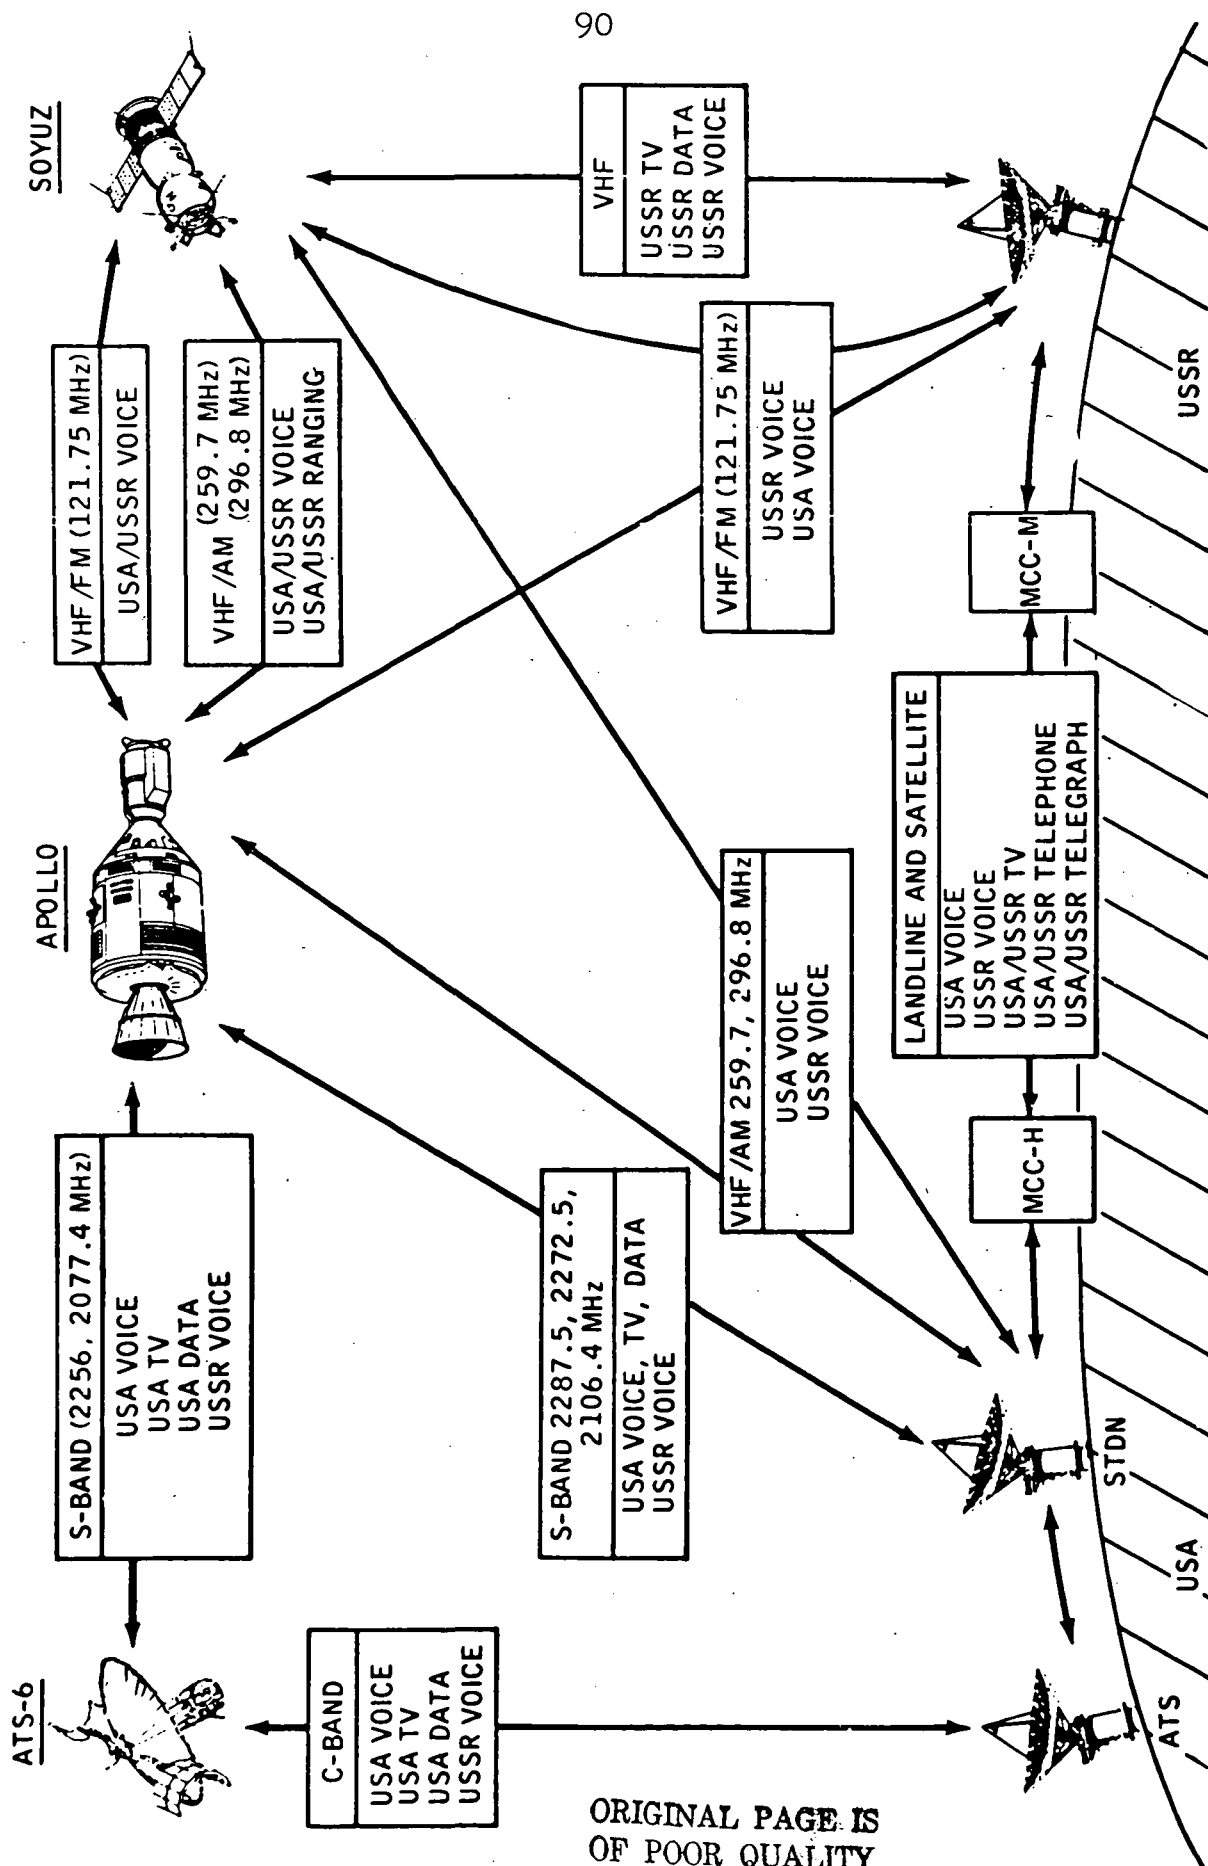 90
ATS-6
APOLLO
SOYUZ
S-BAND (2256, 2077.4 MHz)
USA VOICE
USA TV
USA DATA
USSR VOICE
VHF/FM (121.75 MHz)
USA/USSR VOICE
VHF/AM (259.7 MHz)
(296.8 MHz)
USA/USSR VOICE
USA/USSR RANGING
C-BAND
USA VOICE
USA TV
USA DATA
USSR VOICE
S-BAND 2287.5, 2272.5,
2106.4 MHz
USA VOICE, TV, DATA
USSR VOICE
VHF/AM 259.7, 296.8 MHz
USA VOICE
USSR VOICE
VHF/FM (121.75 MHz)
USSR VOICE
USA VOICE
VHF
USSR TV
USSR DATA
USSR VOICE
LANDLINE AND SATELLITE
USA VOICE
USSR VOICE
USA/USSR TV
USA/USSR TELEPHONE
USA/USSR TELEGRAPH
MCC-H
MCC-M
ATS
STDN
USA
USSR
ORIGINAL PAGE IS
OF POOR QUALITY